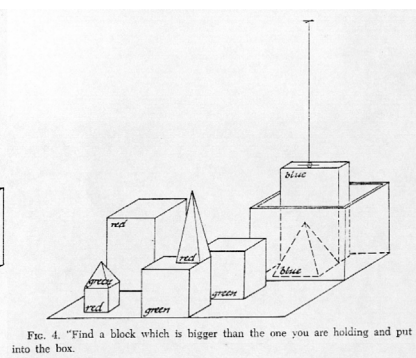 blue
red
green
red
red
green
green
blue
FIG. 4. "Find a block which is bigger than the one you are holding and put
into the box.